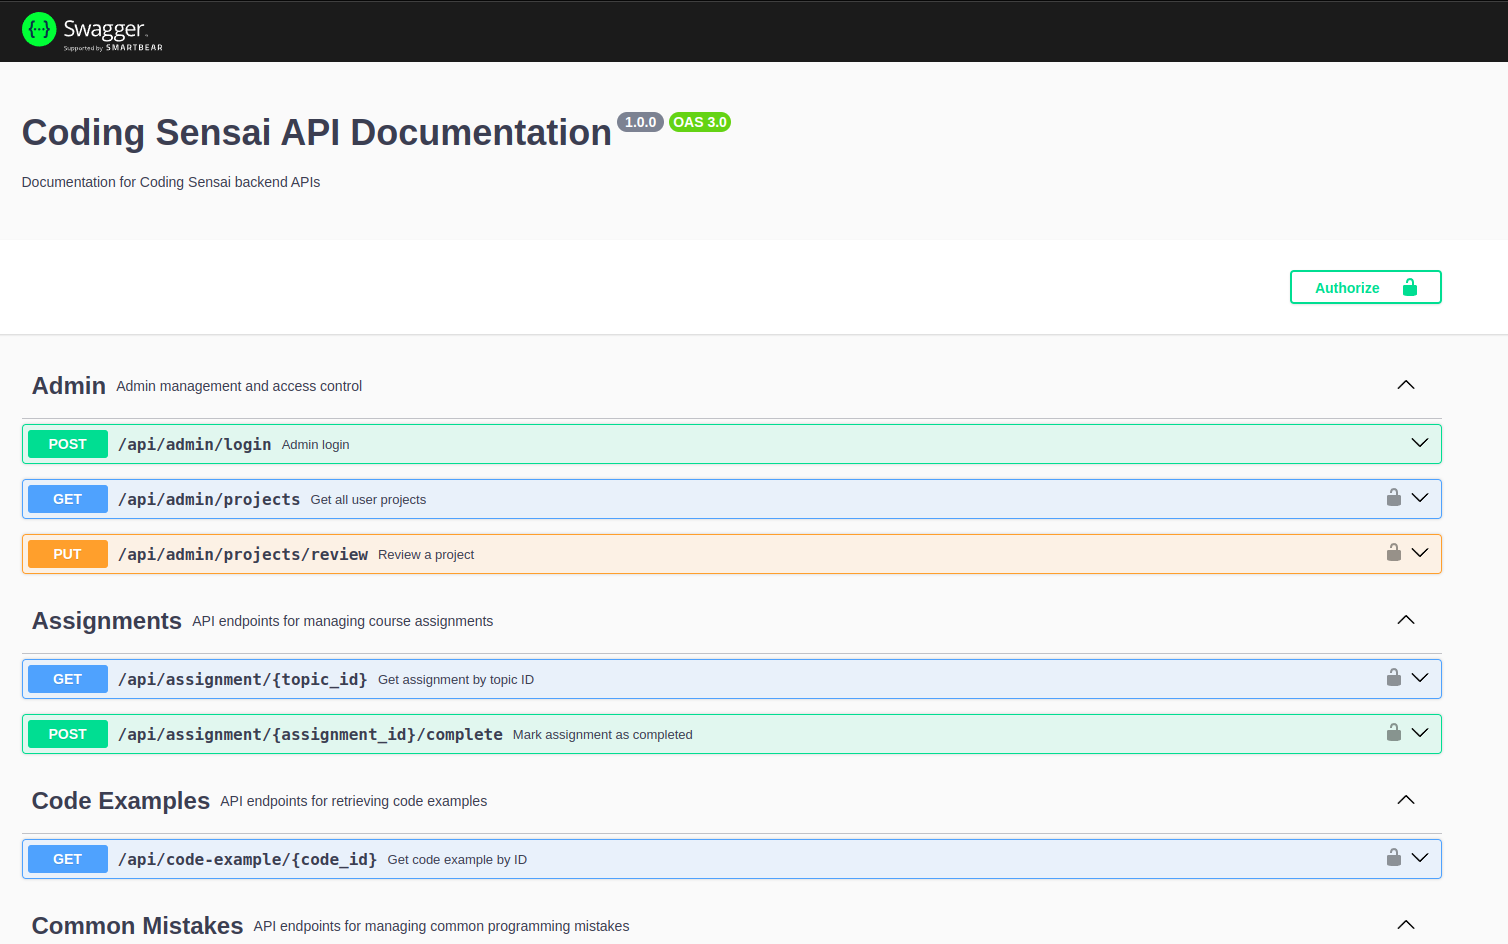 {···} Swagger
Supported by SMARTBEAR
Coding Sensai API Documentation 1.0.0 OAS 3.0
Documentation for Coding Sensai backend APIs
Authorize
Admin Admin management and access control
POST /api/admin/login Admin login
GET /api/admin/projects Get all user projects
PUT /api/admin/projects/review Review a project
Assignments API endpoints for managing course assignments
GET /api/assignment/{topic_id} Get assignment by topic ID
POST /api/assignment/{assignment_id}/complete Mark assignment as completed
Code Examples API endpoints for retrieving code examples
GET /api/code-example/{code_id} Get code example by ID
Common Mistakes API endpoints for managing common programming mistakes